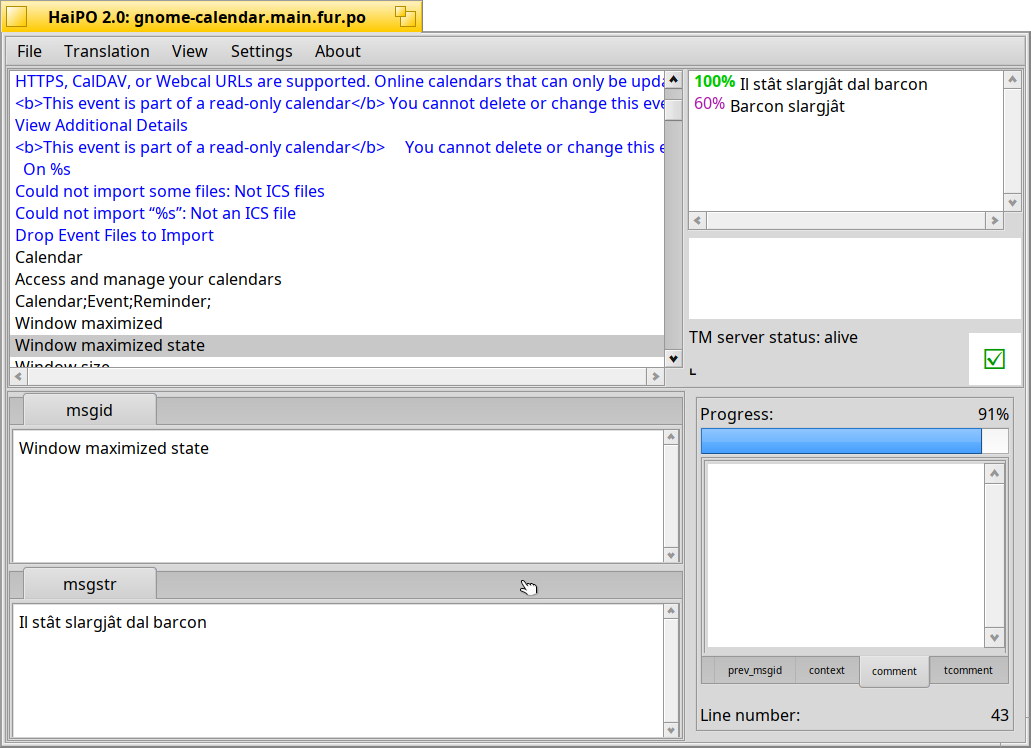 HaiPO 2.0: gnome-calendar.main.fur.po
File Translation View Settings About
HTTPS, CalDAV, or Webcal URLs are supported. Online calendars that can only be
<b>This event is part of a read-only calendar</b> You cannot delete or change this
View Additional Details
<b>This event is part of a read-only calendar</b> You cannot delete or change this
On %s
Could not import some files: Not ICS files
Could not import “%s”: Not an ICS file
Drop Event Files to Import
Calendar
Access and manage your calendars
Calendar;Event;Reminder;
Window maximized
Window maximized state
Window size
100% Il stât slargjât dal barcon
60% Barcon slargjât
TM server status: alive
☑
msgid
Window maximized state
msgstr
Il stât slargjât dal barcon
Progress: 91%
prev_msgid context comment tcomment
Line number: 43